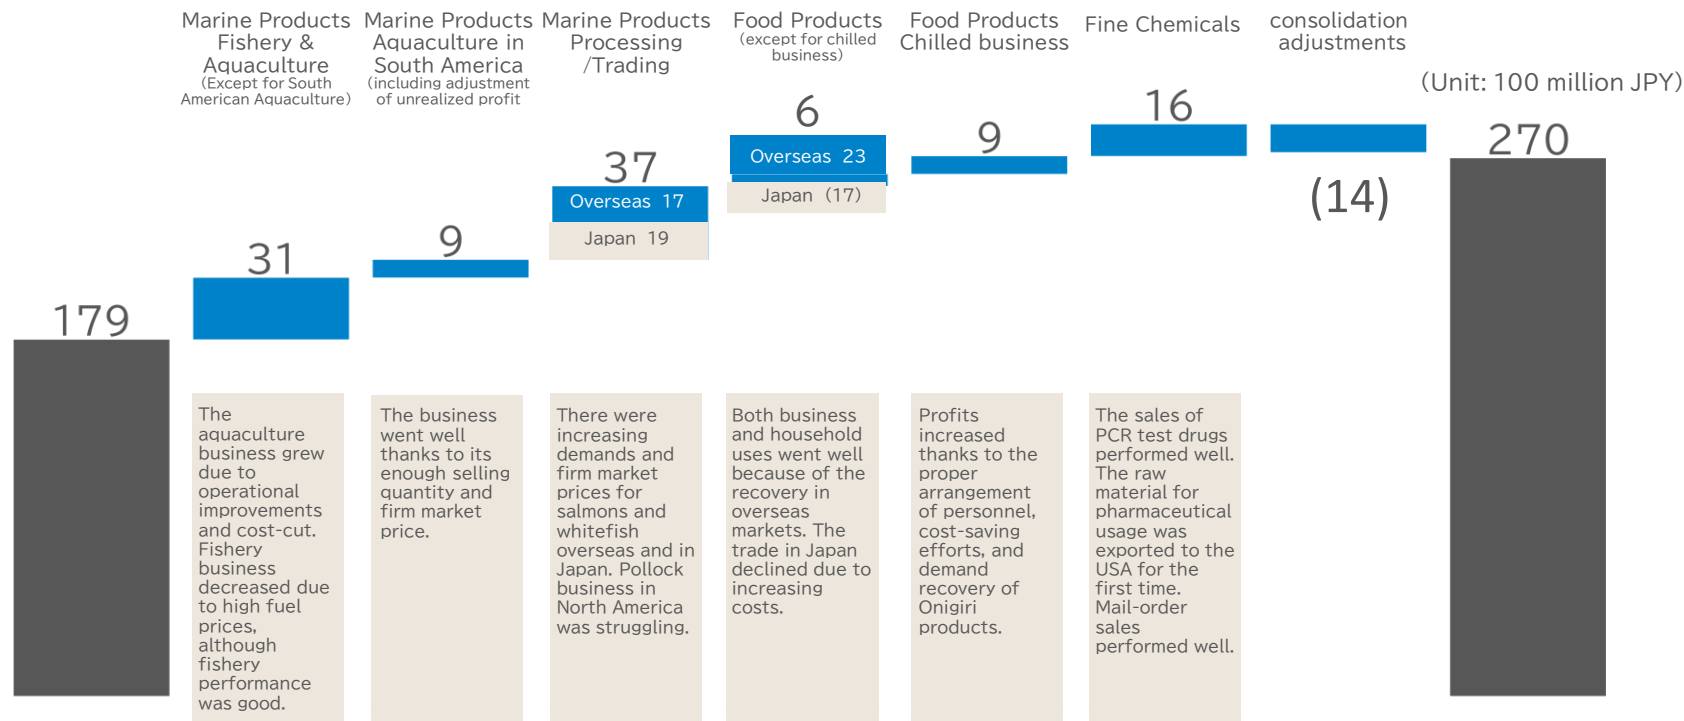 Marine Products
Fishery &
Aquaculture
(Except for South
American Aquaculture)
Marine Products
Aquaculture in
South America
(including adjustment
of unrealized profit
Marine Products
Processing
/Trading
Food Products
(except for chilled
business)
Food Products
Chilled business
Fine Chemicals
consolidation
adjustments
(Unit: 100 million JPY)
179
31
9
37
Overseas 17
Japan 19
6
Overseas 23
Japan (17)
9
16
(14)
270
The
aquaculture
business grew
due to
operational
improvements
and cost-cut.
Fishery
business
decreased due
to high fuel
prices,
although
fishery
performance
was good.
The business
went well
thanks to its
enough selling
quantity and
firm market
price.
There were
increasing
demands and
firm market
prices for
salmons and
whitefish
overseas and in
Japan. Pollock
business in
North America
was struggling.
Both business
and household
uses went well
because of the
recovery in
overseas
markets. The
trade in Japan
declined due to
increasing
costs.
Profits
increased
thanks to the
proper
arrangement
of personnel,
cost-saving
efforts, and
demand
recovery of
Onigiri
products.
The sales of
PCR test drugs
performed well.
The raw
material for
pharmaceutical
usage was
exported to the
USA for the
first time.
Mail-order
sales
performed well.